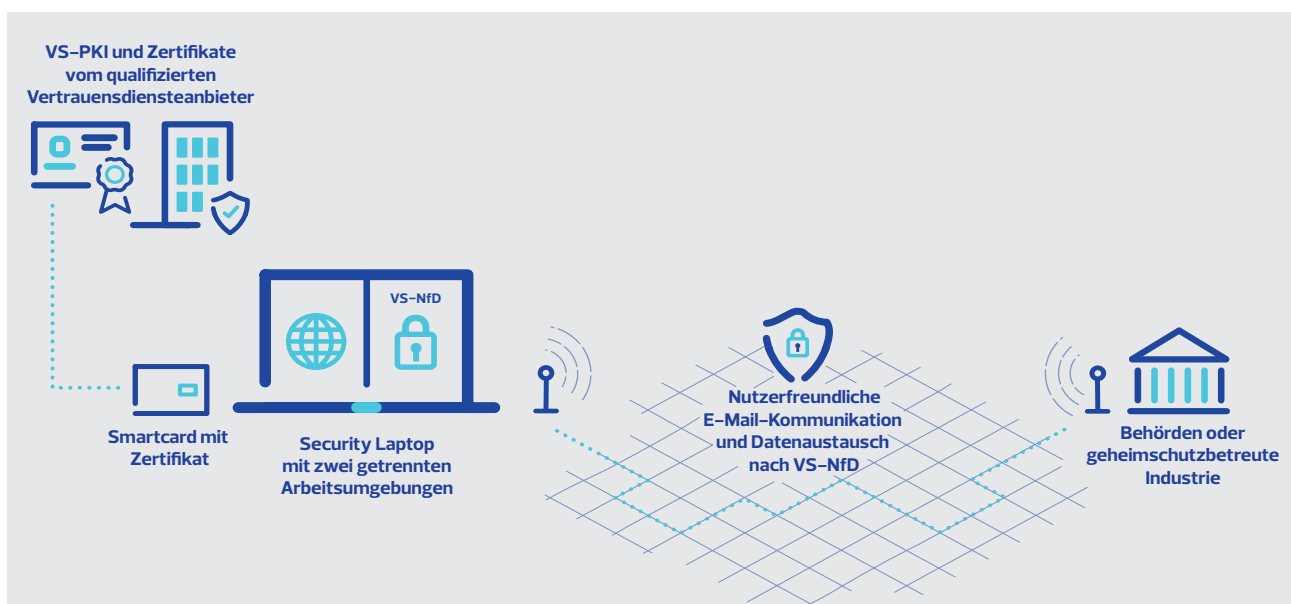 VS-PKI und Zertifikate
vom qualifizierten
Vertrauensdiensteanbieter
VS-NfD
Smartcard mit
Zertifikat
Security Laptop
mit zwei getrennten
Arbeitsumgebungen
Nutzerfreundliche
E-Mail-Kommunikation
und Datenaustausch
nach VS-NfD
Behörden oder
geheimschutzbetreute
Industrie